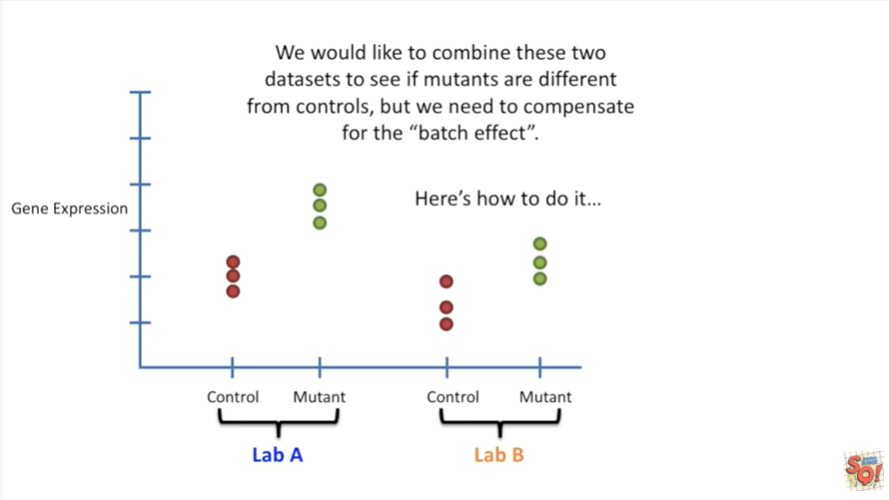 We would like to combine these two
datasets to see if mutants are different
from controls, but we need to compensate
for the “batch effect”.
Here’s how to do it...
Gene Expression
Control Mutant Control Mutant
Lab A Lab B
SQ!